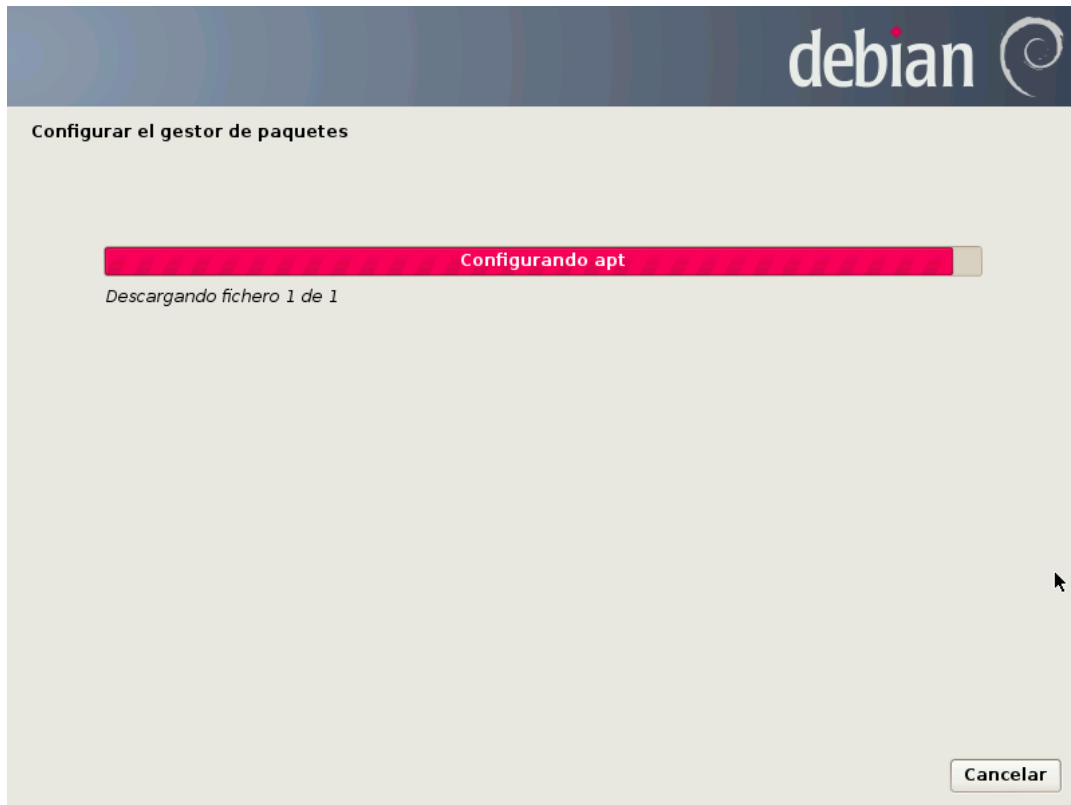 debian
Configurar el gestor de paquetes
Configurando apt
Descargando fichero 1 de 1
Cancelar